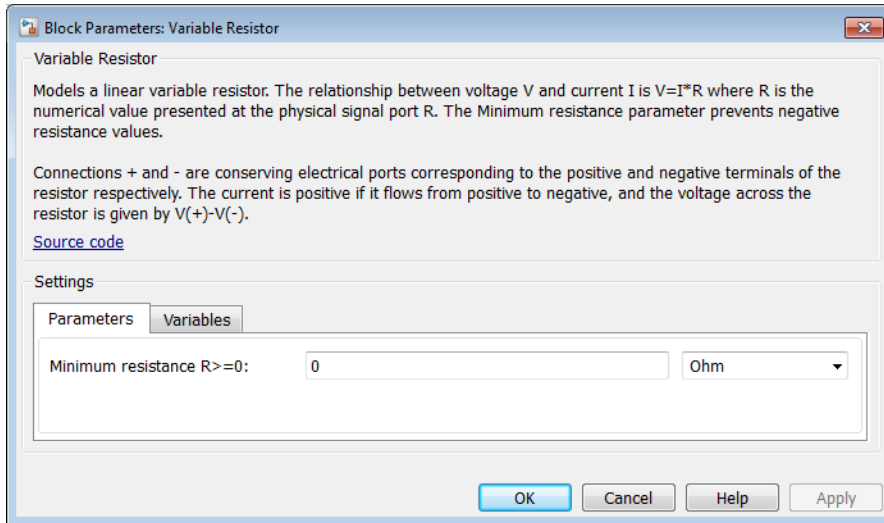 Block Parameters: Variable Resistor
Variable Resistor
Models a linear variable resistor. The relationship between voltage V and current I is V=I*R where R is the
numerical value presented at the physical signal port R. The Minimum resistance parameter prevents negative
resistance values.
Connections + and - are conserving electrical ports corresponding to the positive and negative terminals of the
resistor respectively. The current is positive if it flows from positive to negative, and the voltage across the
resistor is given by V(+)-V(-).
Source code
Settings
Parameters Variables
Minimum resistance R>=0: 0 Ohm
OK Cancel Help Apply